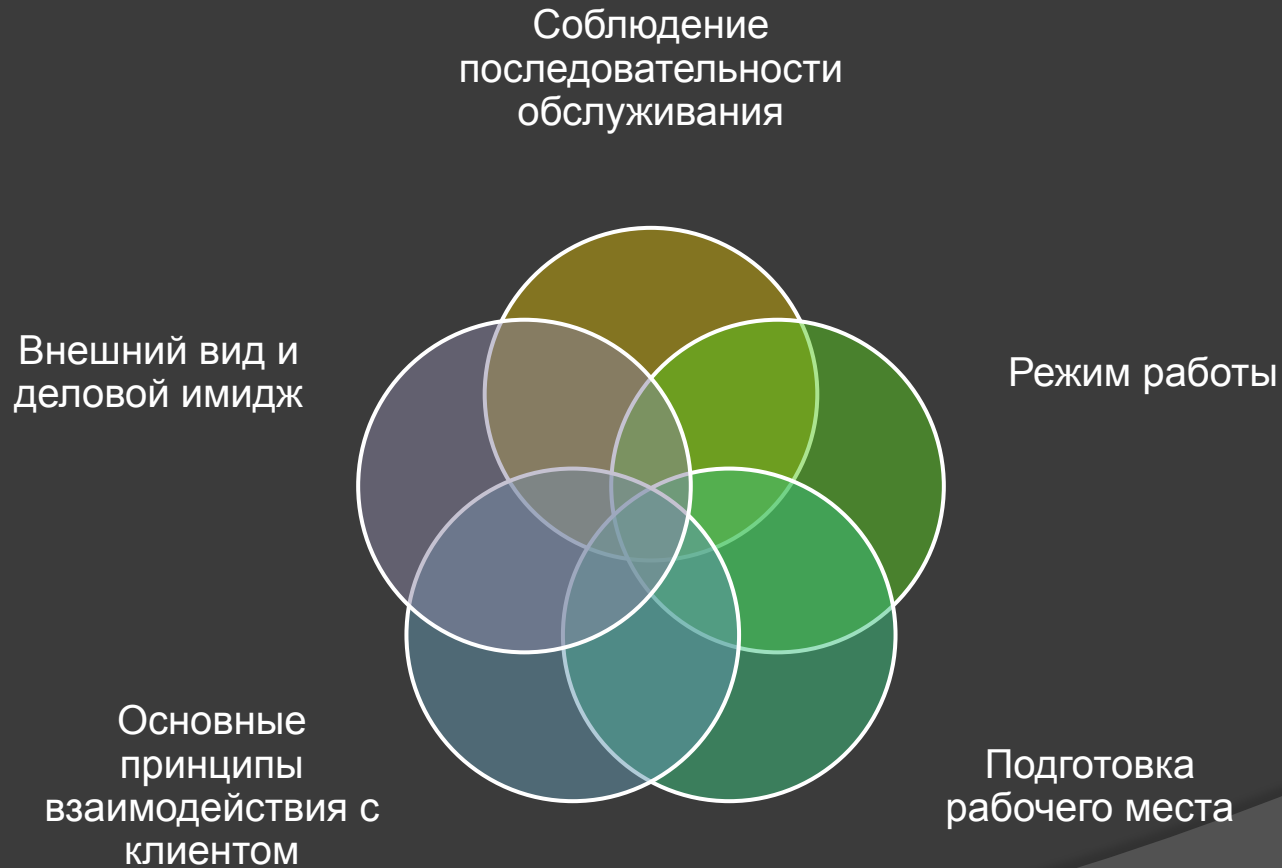 Соблюдение
последовательности
обслуживания
Внешний вид и
деловой имидж
Режим работы
Основные
принципы
взаимодействия с
клиентом
Подготовка
рабочего места